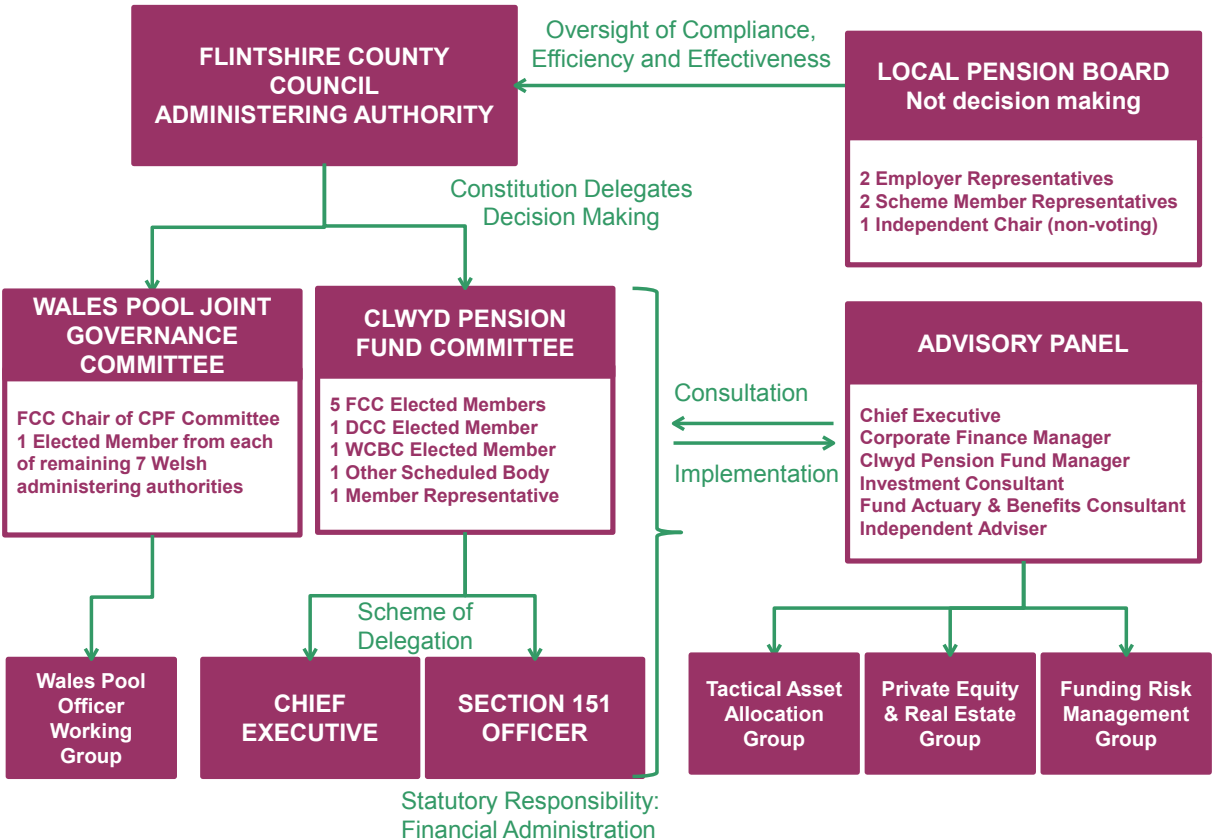 FLINTSHIRE COUNTY
COUNCIL
ADMINISTERING AUTHORITY
Oversight of Compliance,
Efficiency and Effectiveness
LOCAL PENSION BOARD
Not decision making
2 Employer Representatives
2 Scheme Member Representatives
1 Independent Chair (non-voting)
Constitution Delegates
Decision Making
WALES POOL JOINT
GOVERNANCE
COMMITTEE
FCC Chair of CPF Committee
1 Elected Member from each
of remaining 7 Welsh
administering authorities
CLWYD PENSION
FUND COMMITTEE
5 FCC Elected Members
1 DCC Elected Member
1 WCBC Elected Member
1 Other Scheduled Body
1 Member Representative
Consultation
Implementation
ADVISORY PANEL
Chief Executive
Corporate Finance Manager
Clwyd Pension Fund Manager
Investment Consultant
Fund Actuary & Benefits Consultant
Independent Adviser
Scheme of
Delegation
Wales Pool
Officer
Working
Group
CHIEF
EXECUTIVE
SECTION 151
OFFICER
Tactical Asset
Allocation
Group
Private Equity
& Real Estate
Group
Funding Risk
Management
Group
Statutory Responsibility:
Financial Administration